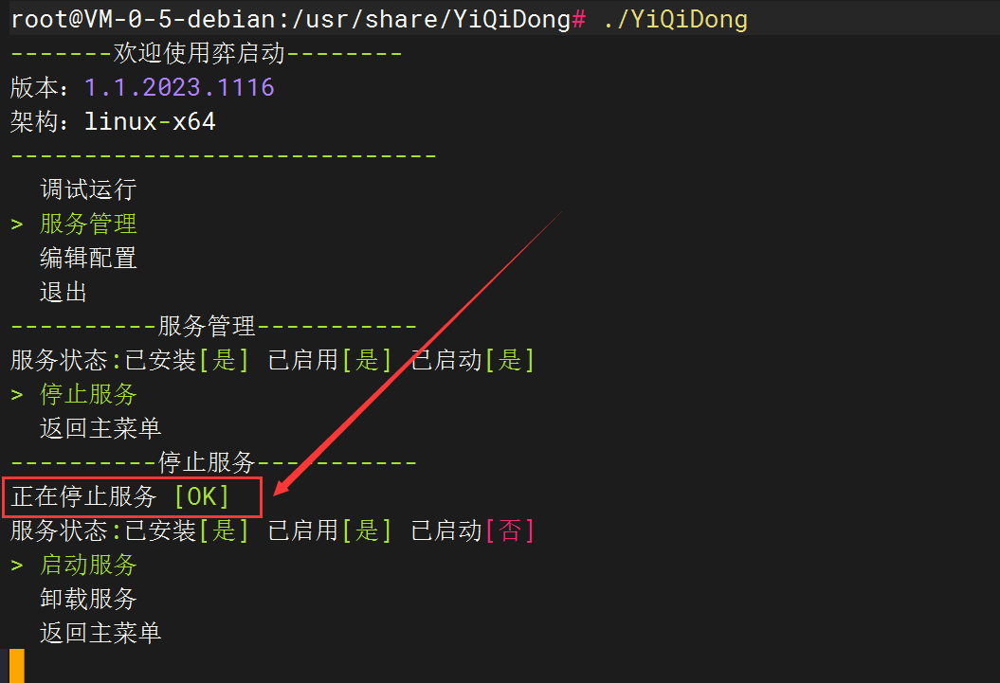 root@VM-0-5-debian:/usr/share/YiQiDong# ./YiQiDong
-------欢迎使用弈启动--------
版本：1.1.2023.1116
架构：linux-x64
-----------------------------
调试运行
> 服务管理
编辑配置
退出
----------服务管理-----------
服务状态:已安装[是] 已启用[是] 已启动[是]
> 停止服务
返回主菜单
----------停止服务-----------
正在停止服务 [OK]
服务状态:已安装[是] 已启用[是] 已启动[否]
> 启动服务
卸载服务
返回主菜单